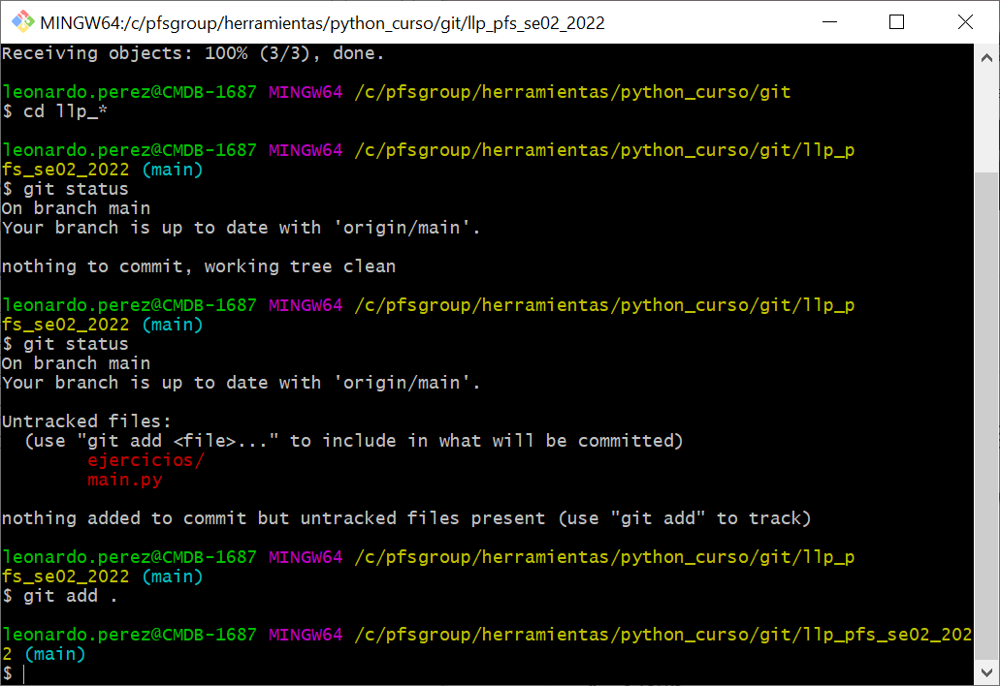 MINGW64:/c/pfsgroup/herramientas/python_curso/git/llp_pfs_se02_2022
Receiving objects: 100% (3/3), done.
leonardo.perez@CMDB-1687 MINGW64 /c/pfsgroup/herramientas/python_curso/git
$ cd llp_*
leonardo.perez@CMDB-1687 MINGW64 /c/pfsgroup/herramientas/python_curso/git/llp_p
fs_se02_2022 (main)
$ git status
On branch main
Your branch is up to date with 'origin/main'.
nothing to commit, working tree clean
leonardo.perez@CMDB-1687 MINGW64 /c/pfsgroup/herramientas/python_curso/git/llp_p
fs_se02_2022 (main)
$ git status
On branch main
Your branch is up to date with 'origin/main'.
Untracked files:
  (use "git add <file>..." to include in what will be committed)
        ejercicios/
        main.py
nothing added to commit but untracked files present (use "git add" to track)
leonardo.perez@CMDB-1687 MINGW64 /c/pfsgroup/herramientas/python_curso/git/llp_p
fs_se02_2022 (main)
$ git add .
leonardo.perez@CMDB-1687 MINGW64 /c/pfsgroup/herramientas/python_curso/git/llp_pfs_se02_202
2 (main)
$